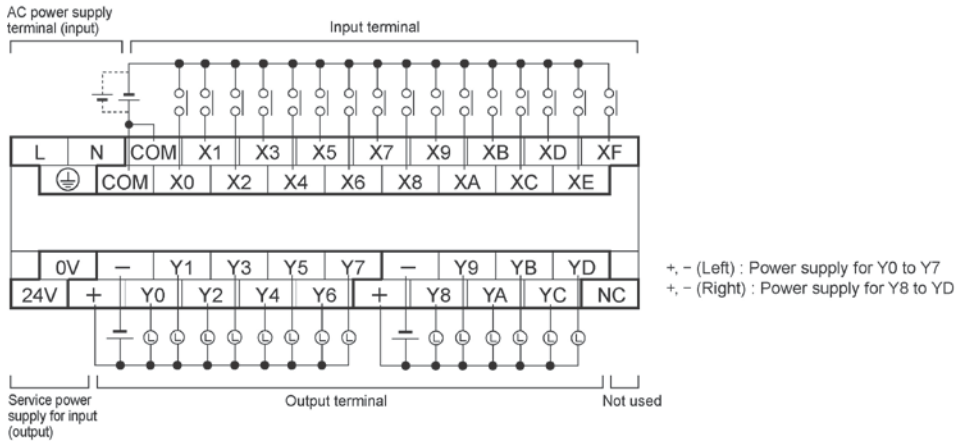 AC power supply
terminal (input)
Input terminal
L N COM X1 X3 X5 X7 X9 XB XD XF
COM X0 X2 X4 X6 X8 XA XC XE
0V − Y1 Y3 Y5 Y7 − Y9 YB YD
24V + Y0 Y2 Y4 Y6 + Y8 YA YC NC
+, − (Left) : Power supply for Y0 to Y7
+, − (Right) : Power supply for Y8 to YD
L L L L L L L L L L L L L L
Service power
supply for input
(output)
Output terminal
Not used